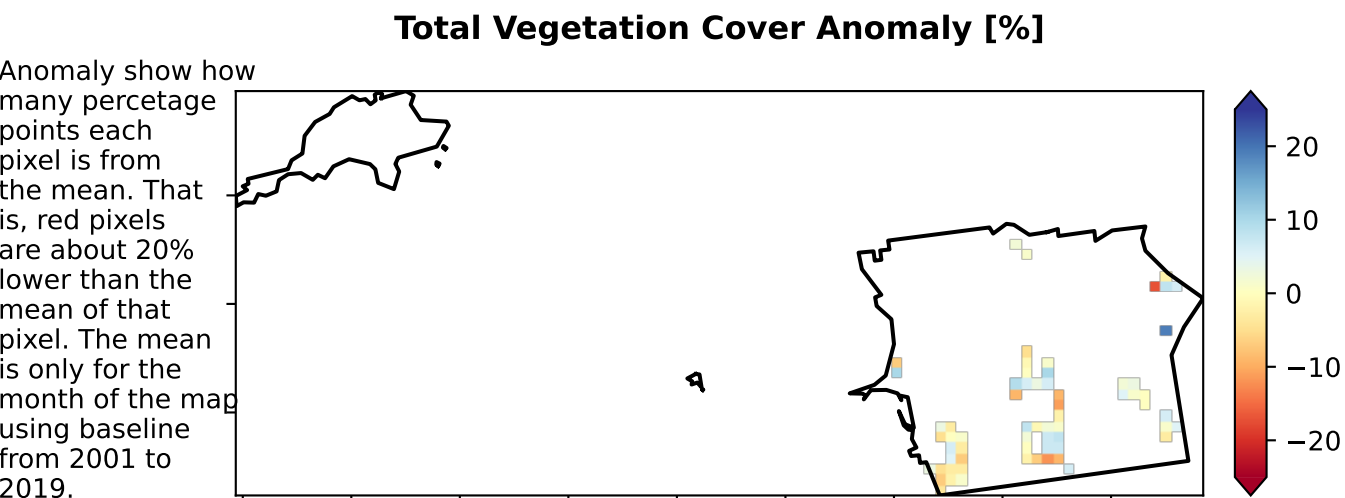 Total Vegetation Cover Anomaly [%]
Anomaly show how
many percetage
points each
pixel is from
the mean. That
is, red pixels
are about 20%
lower than the
mean of that
pixel. The mean
is only for the
month of the map
using baseline
from 2001 to
2019.
20
10
0
−10
−20